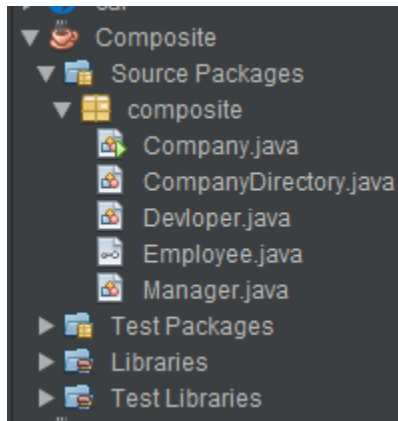 Composite
Source Packages
composite
Company.java
CompanyDirectory.java
Devloper.java
Employee.java
Manager.java
Test Packages
Libraries
Test Libraries